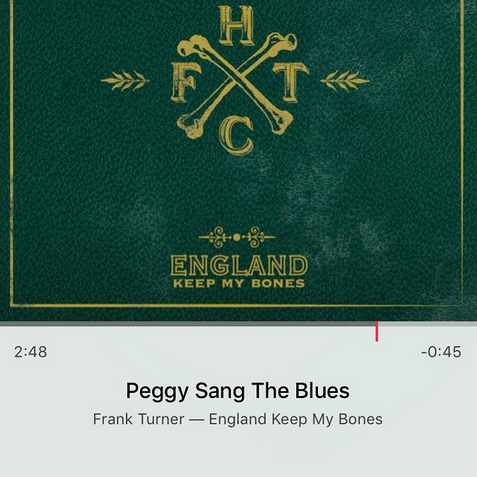 H
F T
C
ENGLAND
KEEP MY BONES
2:48 -0:45
Peggy Sang The Blues
Frank Turner — England Keep My Bones